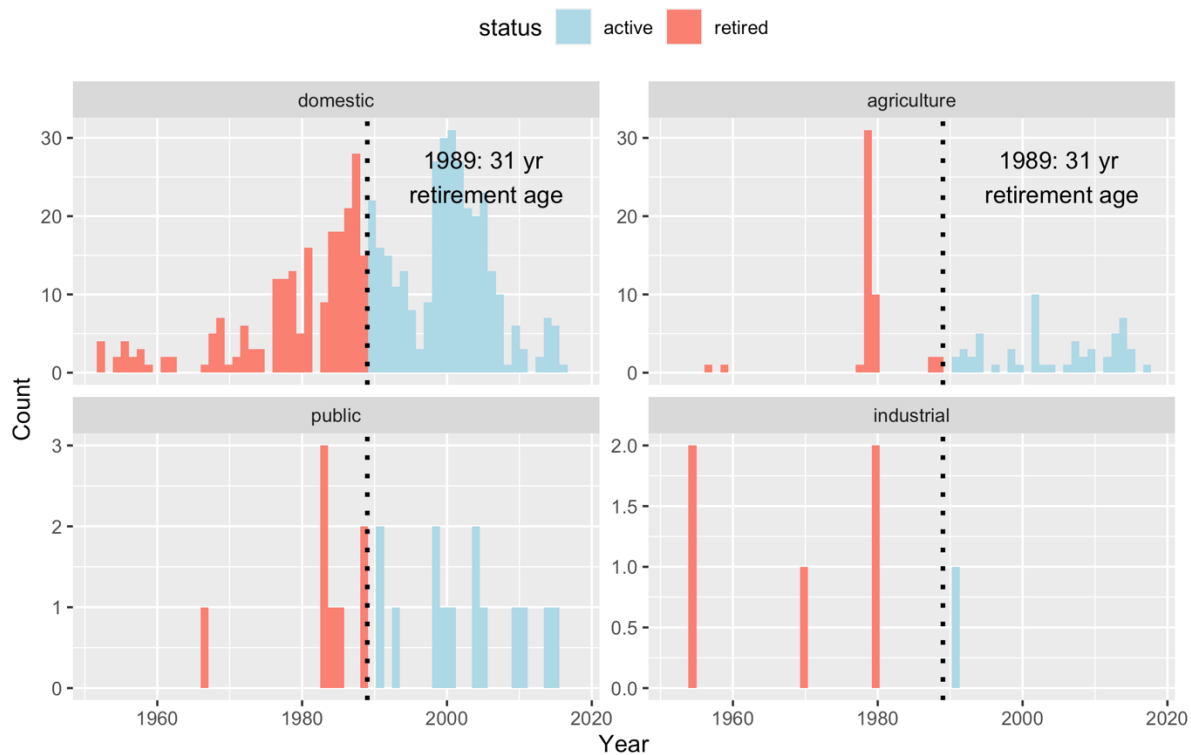 status active retired
domestic agriculture
30 30
1989: 31 yr 1989: 31 yr
retirement age retirement age
20 20
10 10
0 0
Count
public industrial
3 2.0
1.5
2
1.0
1
0.5
0 0.0
1960 1980 2000 2020 1960 1980 2000 2020
Year